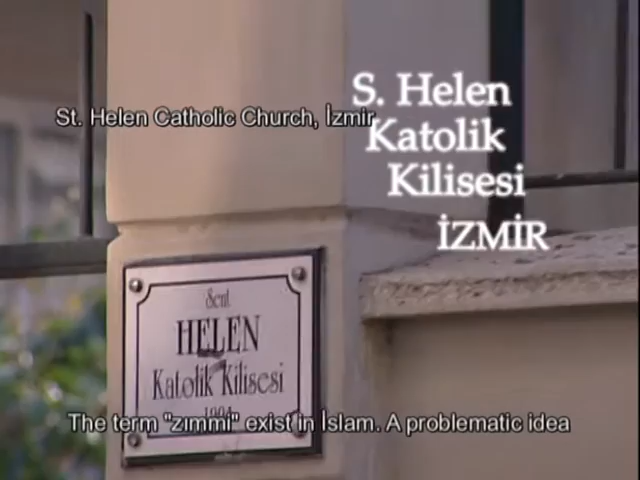 S. Helen
St. Helen Catholic Church, İzmir
Katolik
Kilisesi
İZMİR
Sent
HELEN
Katolik Kilisesi
The term "zımmi" exist in İslam. A problematic idea